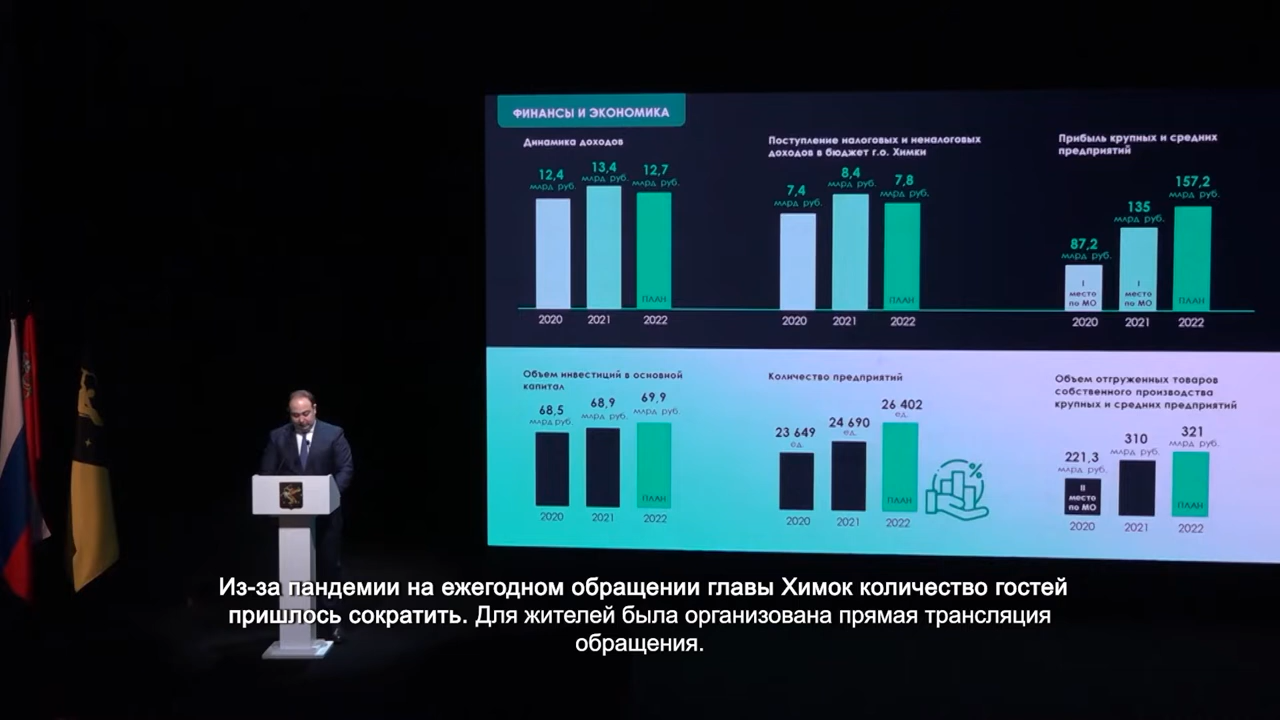 ФИНАНСЫ И ЭКОНОМИКА
Динамика доходов
12,4
млрд руб.
13,4
млрд руб.
12,7
млрд руб.
ПЛАН
2020
2021
2022
Поступление налоговых и неналоговых
доходов в бюджет г.о. Химки
7,4
млрд руб.
8,4
млрд руб.
7,8
млрд руб.
ПЛАН
2020
2021
2022
Прибыль крупных и средних
предприятий
87,2
млрд руб.
135
млрд руб.
157,2
млрд руб.
I
место
по МО
I
место
по МО
ПЛАН
2020
2021
2022
Объем инвестиций в основной
капитал
68,5
млрд руб.
68,9
млрд руб.
69,9
млрд руб.
ПЛАН
2020
2021
2022
Количество предприятий
23 649
ед.
24 690
ед.
26 402
ед.
ПЛАН
2020
2021
2022
%
Объем отгруженных товаров
собственного производства
крупных и средних предприятий
221,3
млрд руб.
310
млрд руб.
321
млрд руб.
II
место
по МО
ПЛАН
2020
2021
2022
Из-за пандемии на ежегодном обращении главы Химок количество гостей
пришлось сократить. Для жителей была организована прямая трансляция
обращения.